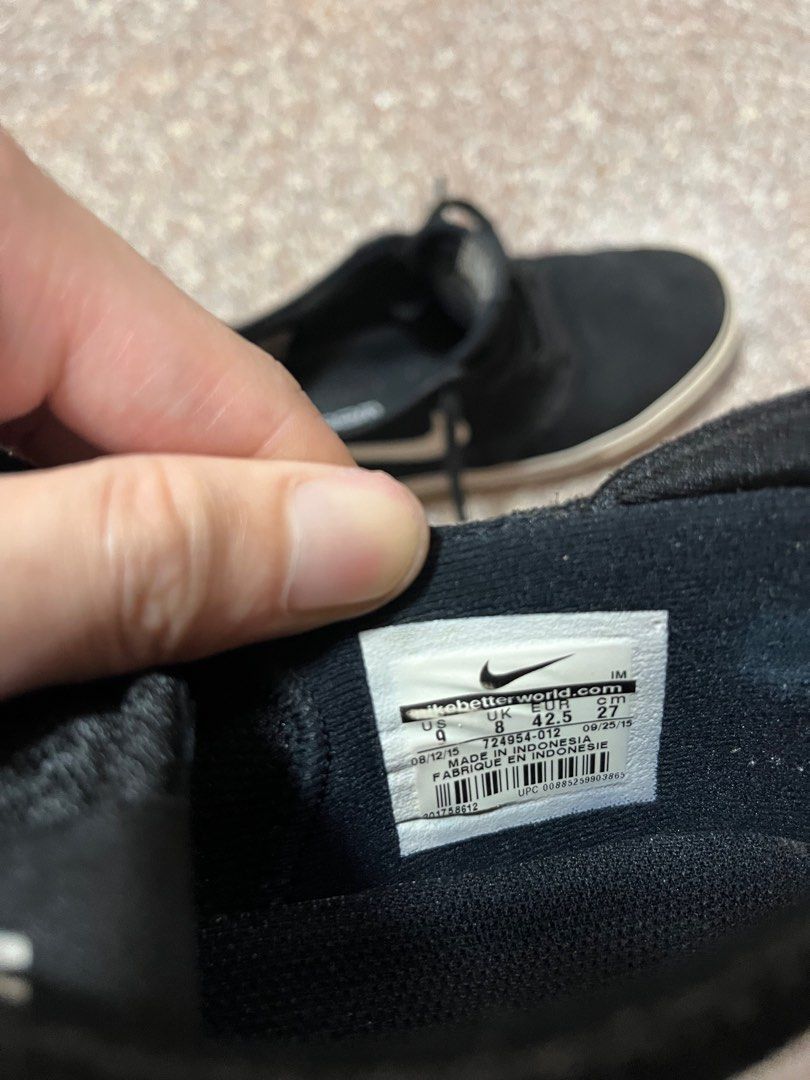 IM
nikebetterworld.com
US UK EUR cm
9 8 42.5 27
724954-012
08/12/15 09/25/15
MADE IN INDONESIA
FABRIQUE EN INDONESIE
UPC 00885259903865